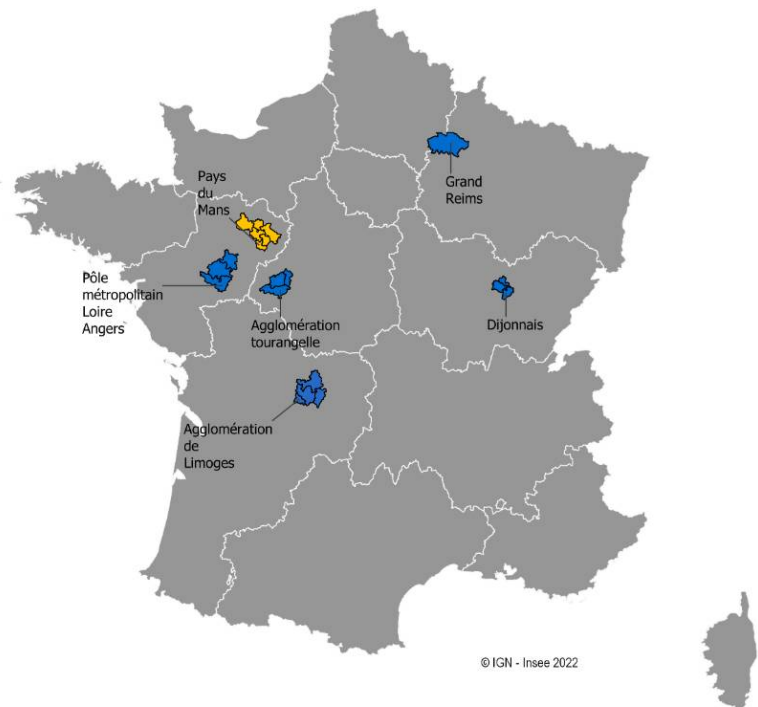 Pays
du
Mans
Grand
Reims
Pôle
métropolitain
Loire
Angers
Agglomération
tourangelle
Dijonnais
Agglomération
de
Limoges
© IGN - Insee 2022